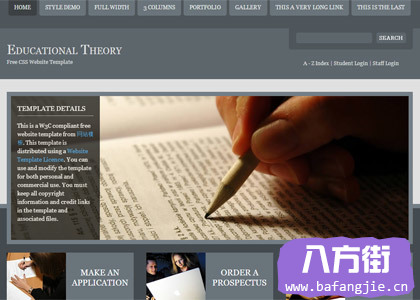 HOME STYLE DEMO FULL WIDTH 3 COLUMNS PORTFOLIO GALLERY THIS A VERY LONG LINK THIS IS THE LAST
SEARCH
EDUCATIONAL THEORY
Free CSS Website Template
A - Z Index | Student Login | Staff Login
TEMPLATE DETAILS
This is a W3C compliant free
website template from 网站模
板. This template is
distributed using a Website
Template Licence. You can
use and modify the template
for both personal and
commercial use. You must
keep all copyright
information and credit links
in the template and
associated files.
MAKE AN
APPLICATION
ORDER A
PROSPECTUS
八方街
www.bafangjie.cn